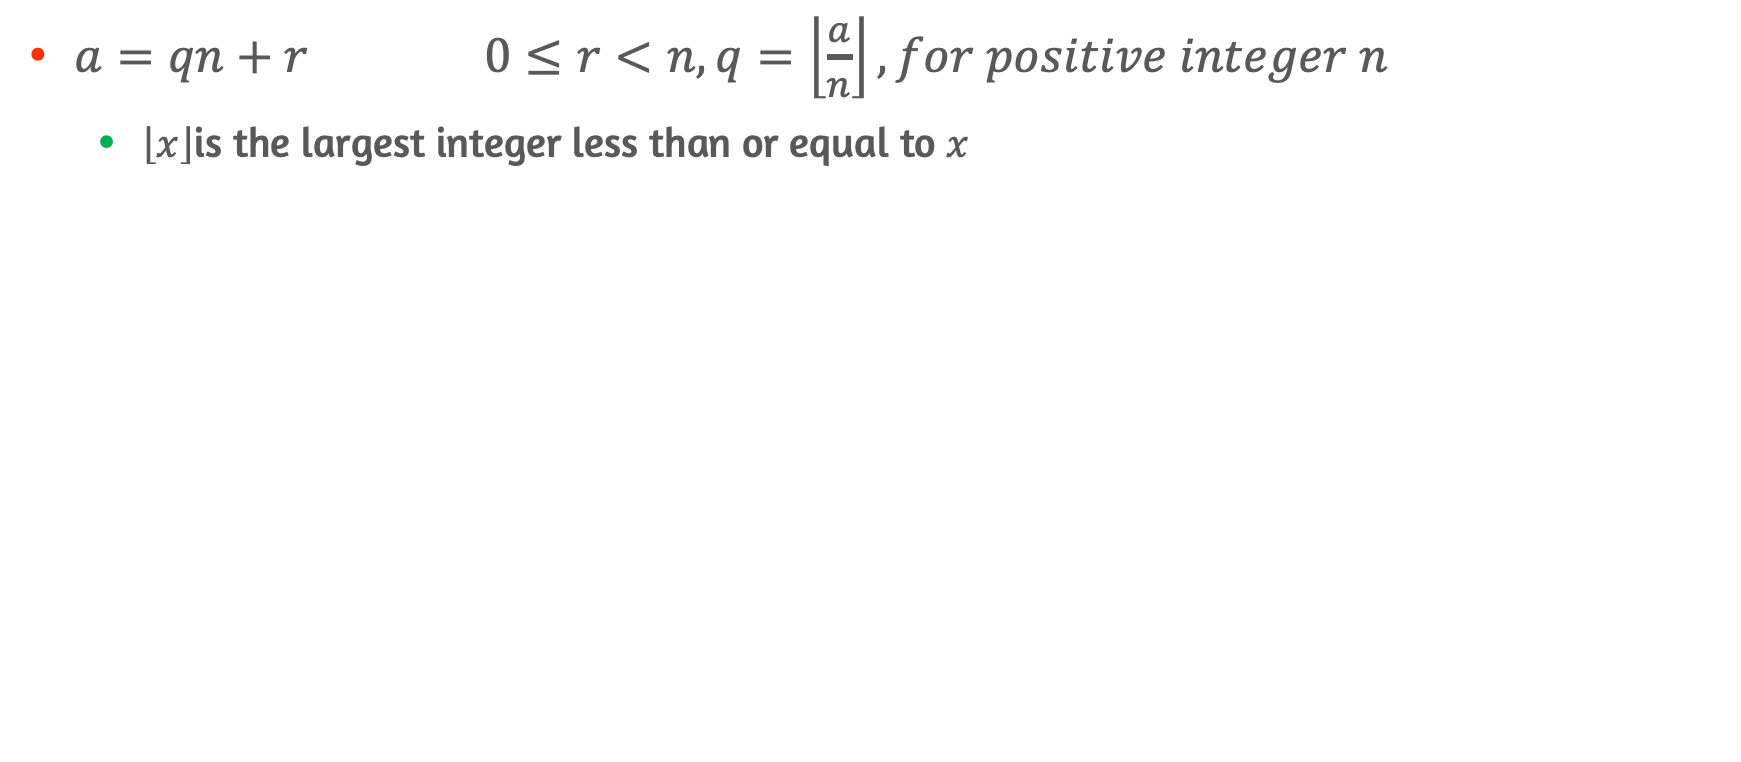 • a = qn + r 0 ≤ r < n, q = ⌊a/n⌋, for positive integer n
• ⌊x⌋is the largest integer less than or equal to x